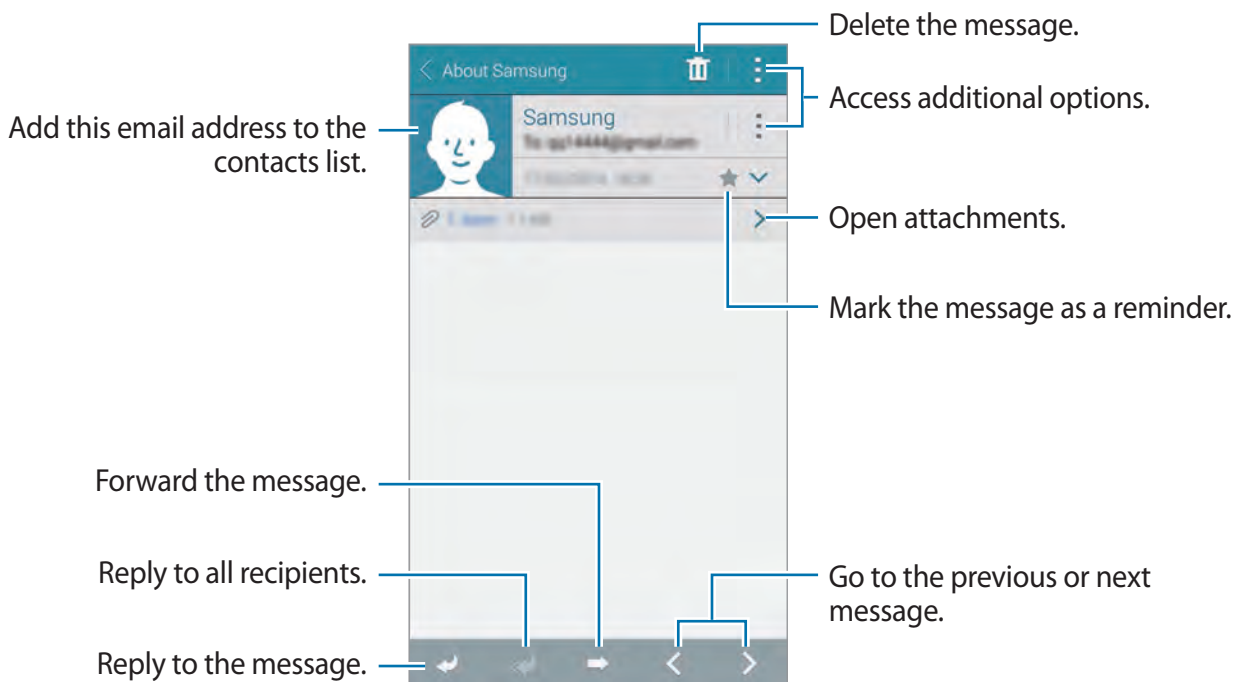 Delete the message.
About Samsung
Access additional options.
Samsung
Add this email address to the
contacts list.
Open attachments.
Mark the message as a reminder.
Forward the message.
Reply to all recipients.
Go to the previous or next
message.
Reply to the message.